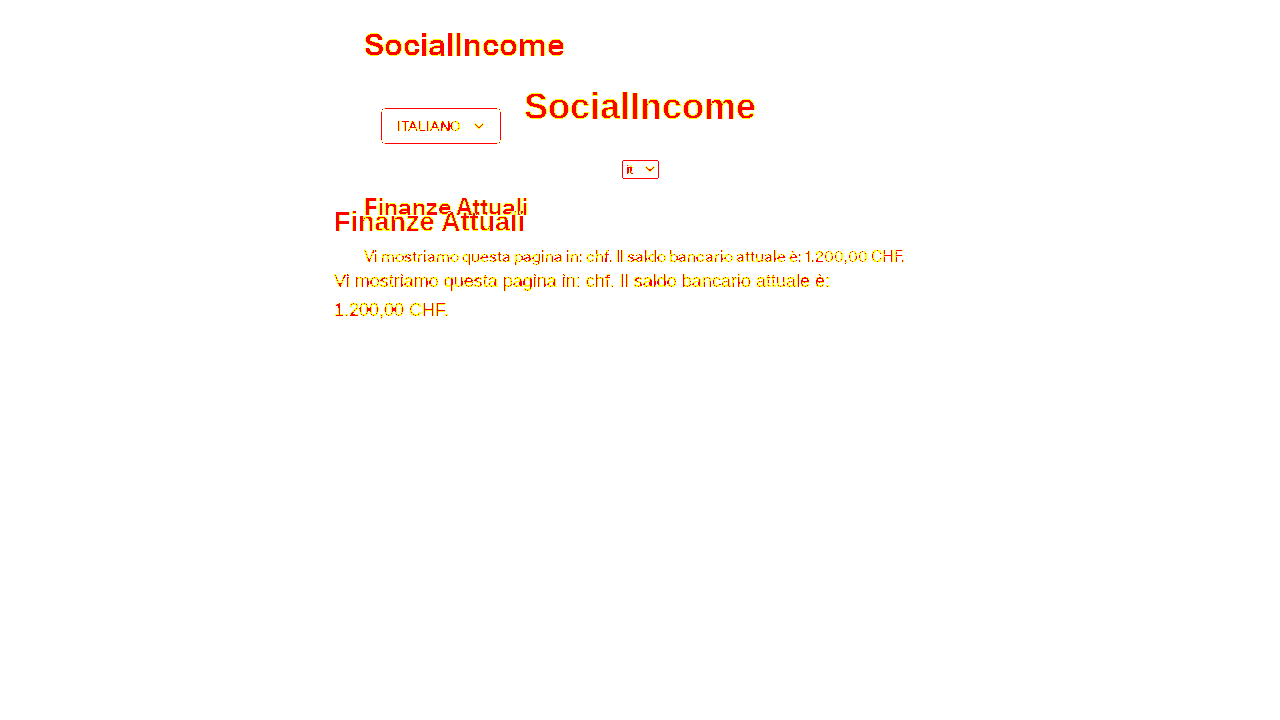 SocialIncome
SocialIncome
ITALIANO
it
Finanze Attuali
Finanze Attuali
Vi mostriamo questa pagina in: chf. Il saldo bancario attuale è: 1.200,00 CHF.
Vi mostriamo questa pagina in: chf. Il saldo bancario attuale è:
1.200,00 CHF.